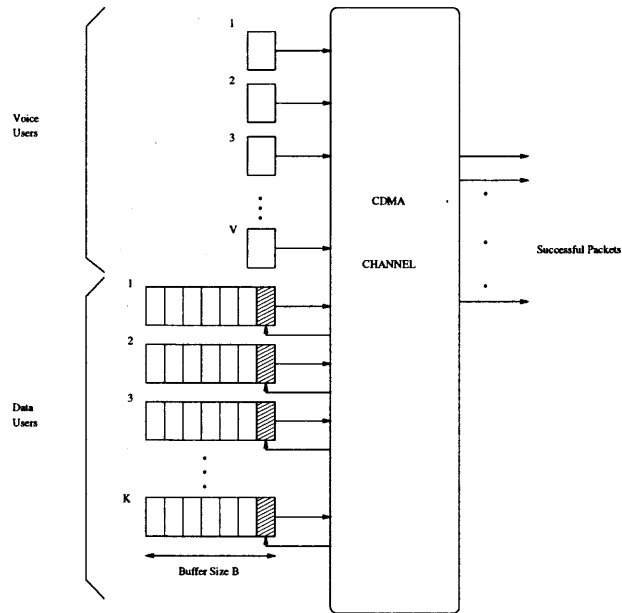 1
2
3
V
Voice
Users
1
2
3
K
Data
Users
Buffer Size B
CDMA
CHANNEL
Successful Packets